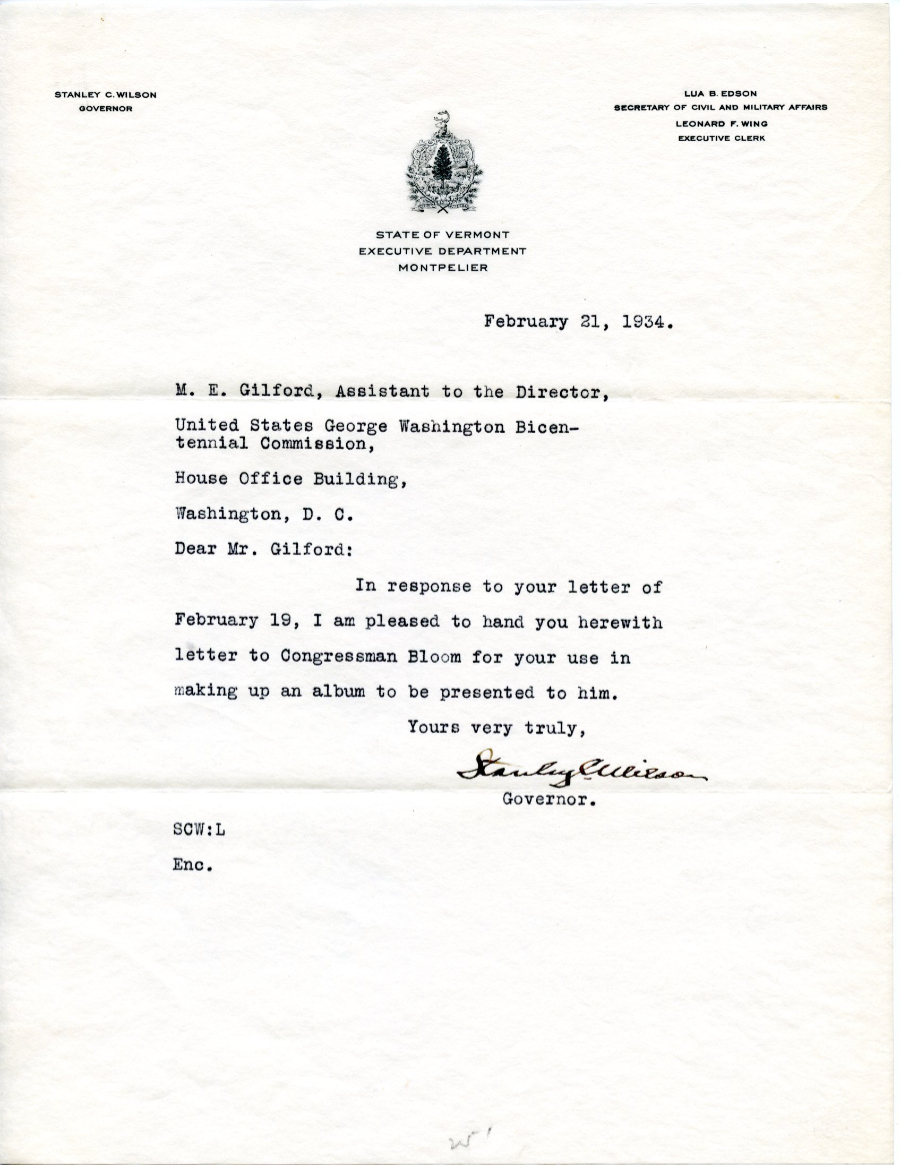 STANLEY C. WILSON
GOVERNOR
LUA B. EDSON
SECRETARY OF CIVIL AND MILITARY AFFAIRS
LEONARD F. WING
EXECUTIVE CLERK
STATE OF VERMONT
EXECUTIVE DEPARTMENT
MONTPELIER
February 21, 1934.
M. E. Gilford, Assistant to the Director,
United States George Washington Bicen-
tennial Commission,
House Office Building,
Washington, D. C.
Dear Mr. Gilford:
In response to your letter of
February 19, I am pleased to hand you herewith
letter to Congressman Bloom for your use in
making up an album to be presented to him.
Yours very truly,
Stanley C. Wilson
Governor.
SCW:L
Enc.